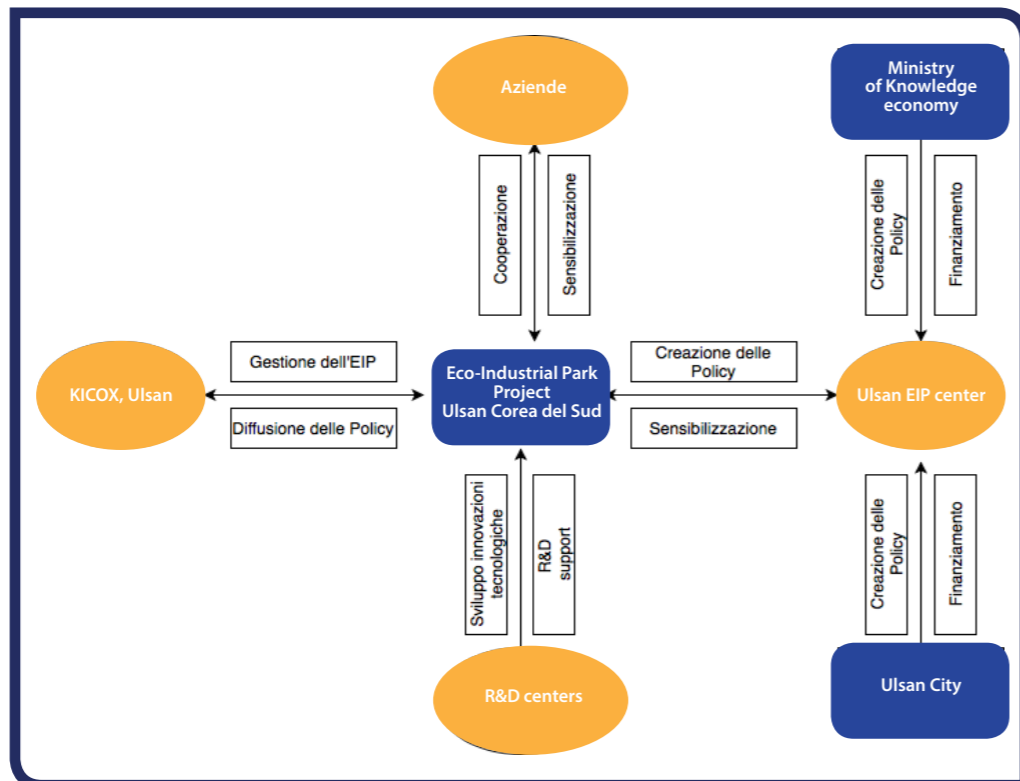 Aziende
Ministry
of Knowledge
economy
Cooperazione
Sensibilizzazione
Creazione delle
Policy
Finanziamento
Gestione dell'EIP
Creazione delle
Policy
KICOX, Ulsan
Eco-Industrial Park
Project
Ulsan Corea del Sud
Ulsan EIP center
Diffusione delle Policy
Sensibilizzazione
Sviluppo innovazioni
tecnologiche
R&D
support
Creazione delle
Policy
Finanziamento
R&D centers
Ulsan City